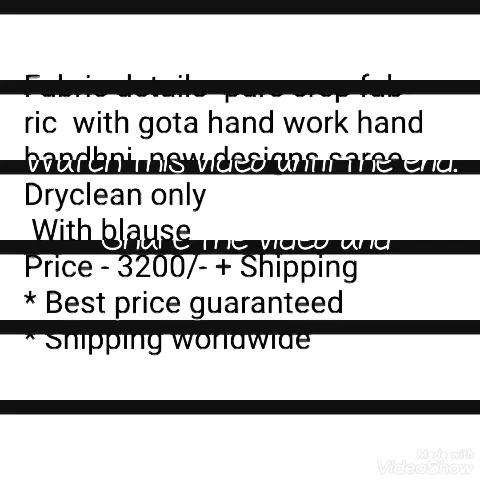 Fabric details pure crep fab
ric with gota hand work hand
bandhni new designs saree
Watch This video until The end.
Dryclean only
With blause
Share The video and
Price - 3200/- + Shipping
* Best price guaranteed
* Shipping worldwide
Made with
VideoShow